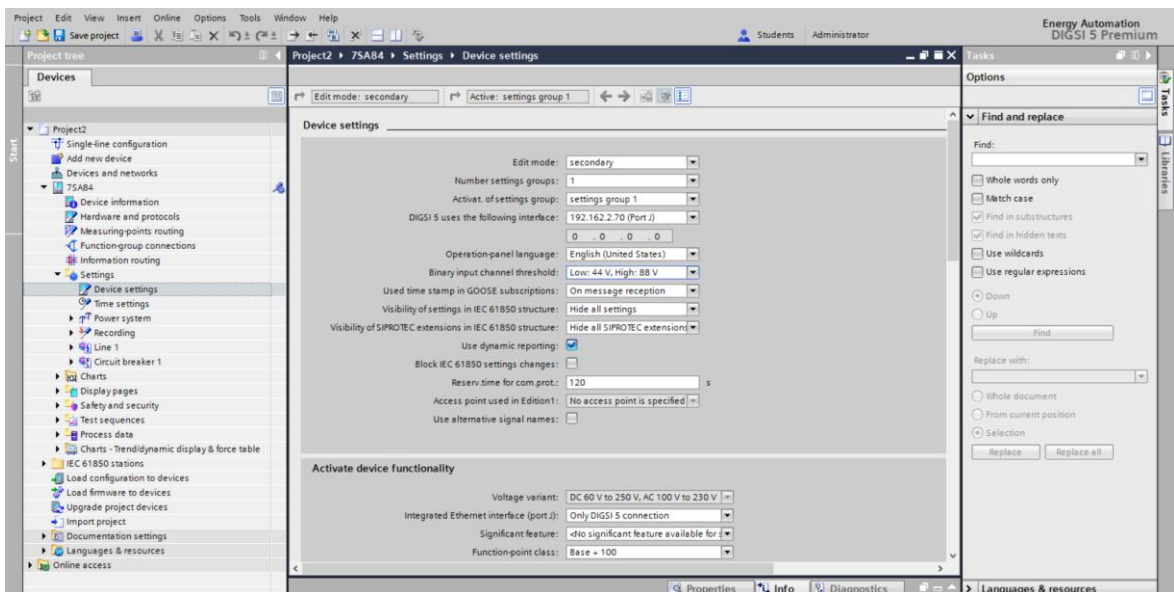 Project Edit View Insert Online Options Tools Window Help
Save project
Students Administrator
Energy Automation
DIGSI 5 Premium
Project tree
Devices
Start
Project2
Single-line configuration
Add new device
Devices and networks
7SA84
Device information
Hardware and protocols
Measuring-points routing
Function-group connections
Information routing
Settings
Device settings
Time settings
Power system
Recording
Line 1
Circuit breaker 1
Charts
Display pages
Safety and security
Test sequences
Process data
Charts - Trend/dynamic display & force table
IEC 61850 stations
Load configuration to devices
Load firmware to devices
Upgrade project devices
Import project
Documentation settings
Languages & resources
Online access
Project2 ▸ 7SA84 ▸ Settings ▸ Device settings
Edit mode: secondary Active: settings group 1
Device settings
Edit mode: secondary
Number settings groups: 1
Activat. of settings group: settings group 1
DIGSI 5 uses the following interface: 192.162.2.70 (Port J)
0 . 0 . 0 . 0
Operation-panel language: English (United States)
Binary input channel threshold: Low: 44 V, High: 88 V
Used time stamp in GOOSE subscriptions: On message reception
Visibility of settings in IEC 61850 structure: Hide all settings
Visibility of SIPROTEC extensions in IEC 61850 structure: Hide all SIPROTEC extensions
Use dynamic reporting:
Block IEC 61850 settings changes:
Reserv.time for com.prot.: 120 s
Access point used in Edition1: No access point is specified
Use alternative signal names:
Activate device functionality
Voltage variant: DC 60 V to 250 V, AC 100 V to 230 V
Integrated Ethernet interface (port J): Only DIGSI 5 connection
Significant feature: <No significant feature available for s
Function-point class: Base + 100
Properties Info Diagnostics
Tasks
Options
Find and replace
Find:
Whole words only
Match case
Find in substructures
Find in hidden texts
Use wildcards
Use regular expressions
Down
Up
Find
Replace with:
Whole document
From current position
Selection
Replace Replace all
Languages & resources
Tasks
Libraries